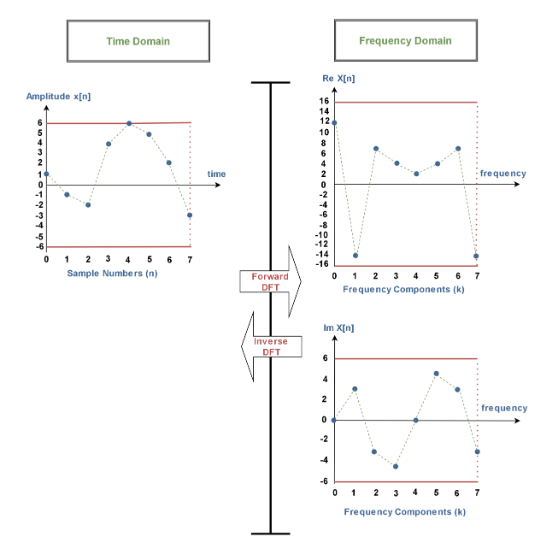 Time Domain
Frequency Domain
Amplitude x[n]
6
5
4
3
2
1
0
-1
-2
-3
-4
-5
-6
time
0 1 2 3 4 5 6 7
Sample Numbers (n)
Re X[n]
16
14
12
10
8
6
4
2
0
-2
-4
-6
-8
-10
-12
-14
-16
frequency
0 1 2 3 4 5 6 7
Frequency Components (k)
Forward
DFT
Inverse
DFT
Im X[n]
6
4
2
0
-2
-4
-6
frequency
0 1 2 3 4 5 6 7
Frequency Components (k)